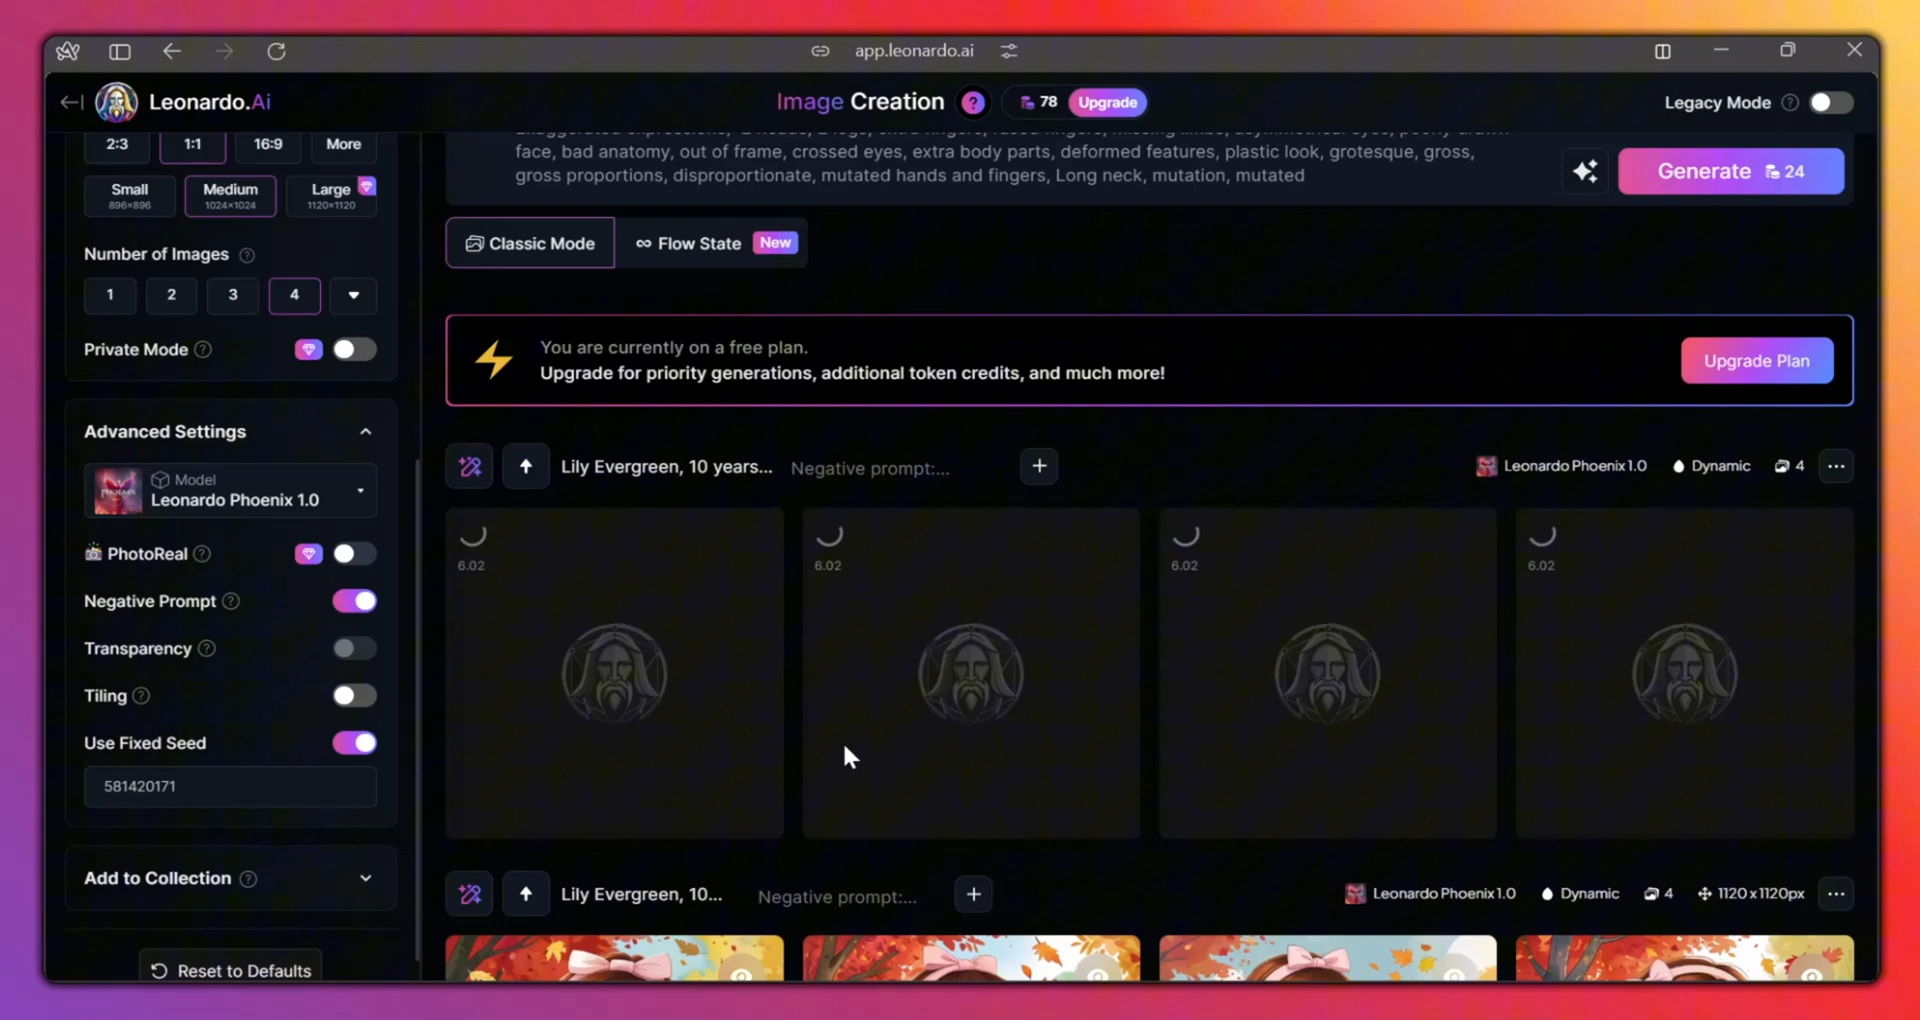 app.leonardo.ai
Leonardo.Ai
Image Creation ? 78 Upgrade
Legacy Mode ?
2:3 1:1 16:9 More
Small Medium Large
896×896 1024×1024 1120×1120
Number of Images ?
1 2 3 4
Private Mode ?
Advanced Settings
Model
Leonardo Phoenix 1.0
PhotoReal ?
Negative Prompt ?
Transparency ?
Tiling ?
Use Fixed Seed
581420171
Add to Collection ?
Reset to Defaults
face, bad anatomy, out of frame, crossed eyes, extra body parts, deformed features, plastic look, grotesque, gross,
gross proportions, disproportionate, mutated hands and fingers, Long neck, mutation, mutated
Generate 24
Classic Mode Flow State New
You are currently on a free plan.
Upgrade for priority generations, additional token credits, and much more!
Upgrade Plan
Lily Evergreen, 10 years... Negative prompt:... + Leonardo Phoenix 1.0 Dynamic 4 ...
6.02 6.02 6.02 6.02
Lily Evergreen, 10... Negative prompt:... + Leonardo Phoenix 1.0 Dynamic 4 1120 x 1120px ...